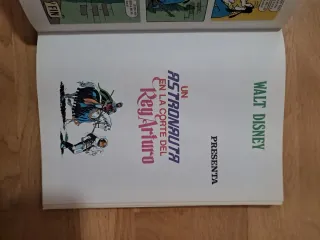 WALT DISNEY
PRESENTA
UN
ASTRONAUTA
EN LA CORTE DEL
Rey Arturo